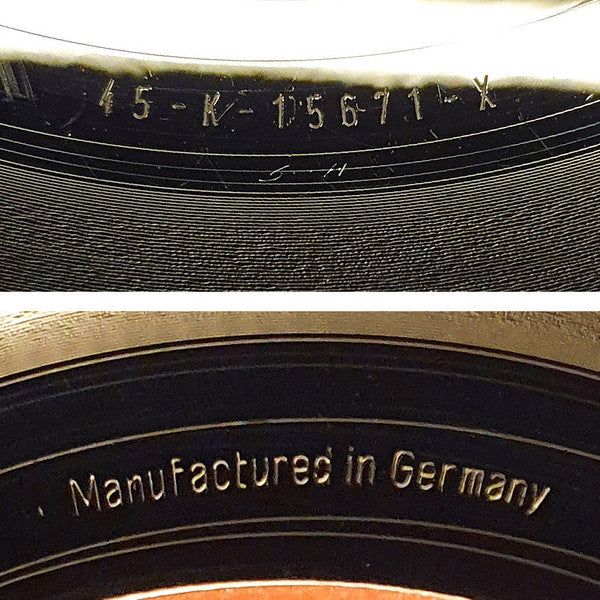 45-K-15671-X
Manufactured in Germany